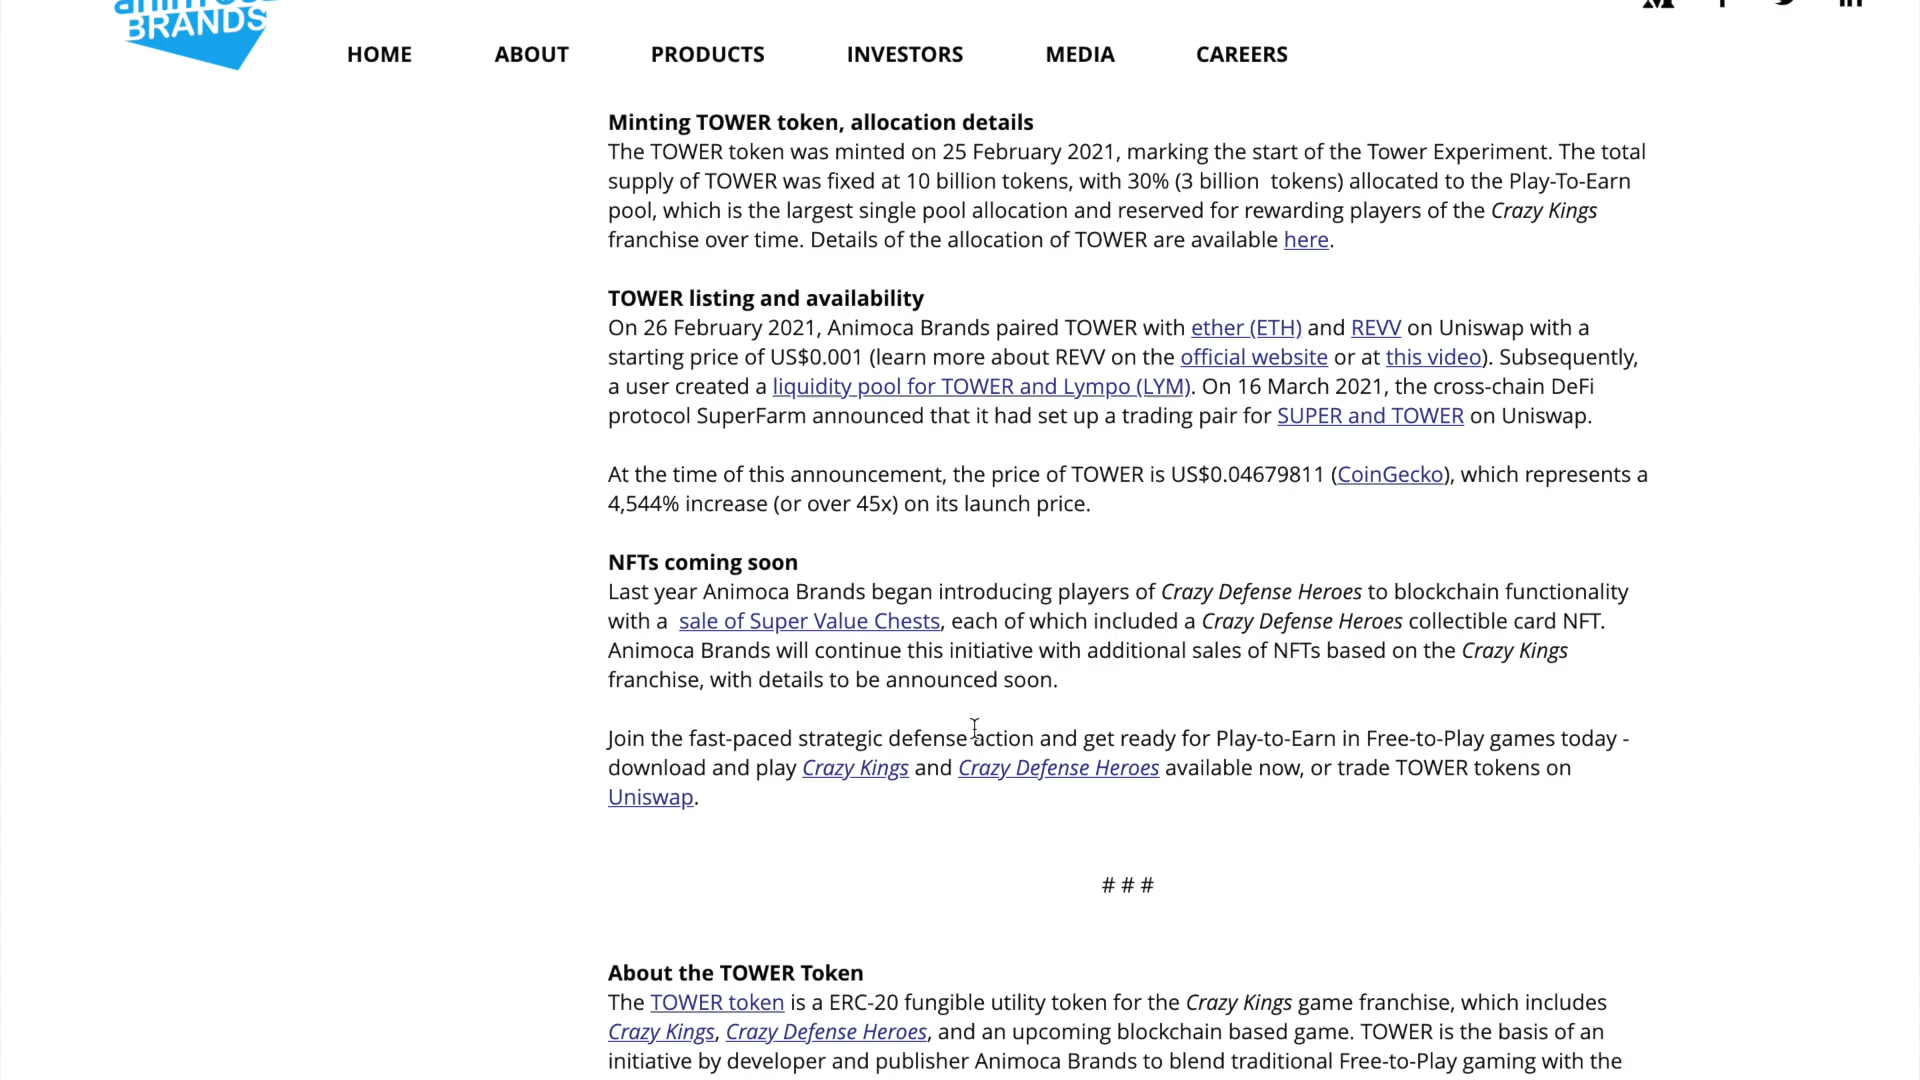 BRANDS
HOME ABOUT PRODUCTS INVESTORS MEDIA CAREERS
Minting TOWER token, allocation details
The TOWER token was minted on 25 February 2021, marking the start of the Tower Experiment. The total
supply of TOWER was fixed at 10 billion tokens, with 30% (3 billion  tokens) allocated to the Play-To-Earn
pool, which is the largest single pool allocation and reserved for rewarding players of the Crazy Kings
franchise over time. Details of the allocation of TOWER are available here.
TOWER listing and availability
On 26 February 2021, Animoca Brands paired TOWER with ether (ETH) and REVV on Uniswap with a
starting price of US$0.001 (learn more about REVV on the official website or at this video). Subsequently,
a user created a liquidity pool for TOWER and Lympo (LYM). On 16 March 2021, the cross-chain DeFi
protocol SuperFarm announced that it had set up a trading pair for SUPER and TOWER on Uniswap.
At the time of this announcement, the price of TOWER is US$0.04679811 (CoinGecko), which represents a
4,544% increase (or over 45x) on its launch price.
NFTs coming soon
Last year Animoca Brands began introducing players of Crazy Defense Heroes to blockchain functionality
with a  sale of Super Value Chests, each of which included a Crazy Defense Heroes collectible card NFT.
Animoca Brands will continue this initiative with additional sales of NFTs based on the Crazy Kings
franchise, with details to be announced soon.
Join the fast-paced strategic defense action and get ready for Play-to-Earn in Free-to-Play games today -
download and play Crazy Kings and Crazy Defense Heroes available now, or trade TOWER tokens on
Uniswap.
# # #
About the TOWER Token
The TOWER token is a ERC-20 fungible utility token for the Crazy Kings game franchise, which includes
Crazy Kings, Crazy Defense Heroes, and an upcoming blockchain based game. TOWER is the basis of an
initiative by developer and publisher Animoca Brands to blend traditional Free-to-Play gaming with the